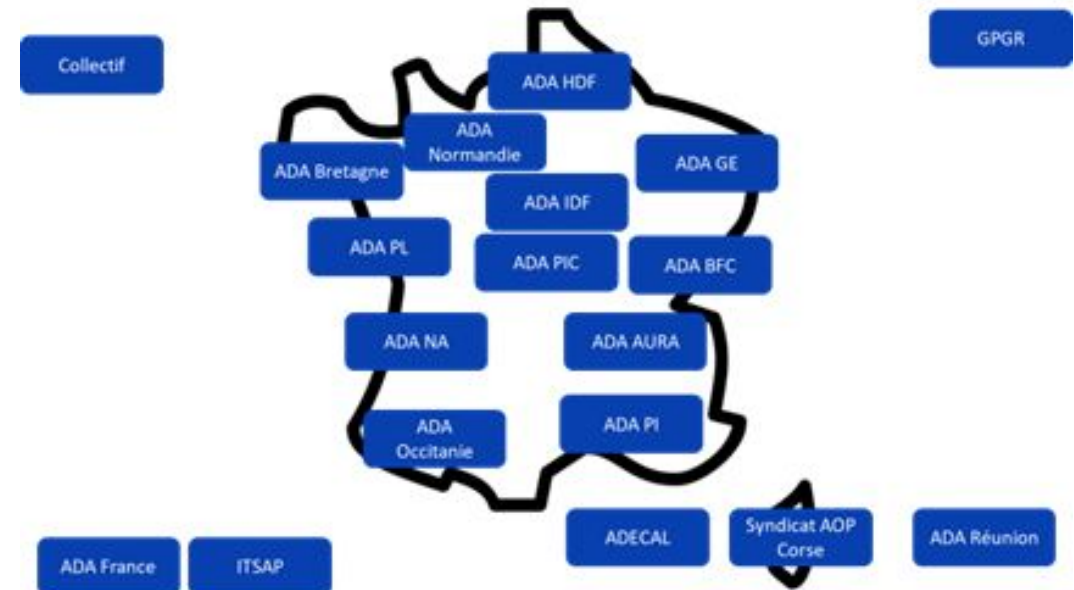 GPGR
Collectif
ADA HDF
ADA
Normandie
ADA GE
ADA Bretagne
ADA IDF
ADA PL
ADA PIC
ADA BFC
ADA NA
ADA AURA
ADA
Occitanie
ADA PI
ADECAL
Syndicat AOP
Corse
ADA Réunion
ADA France
ITSAP